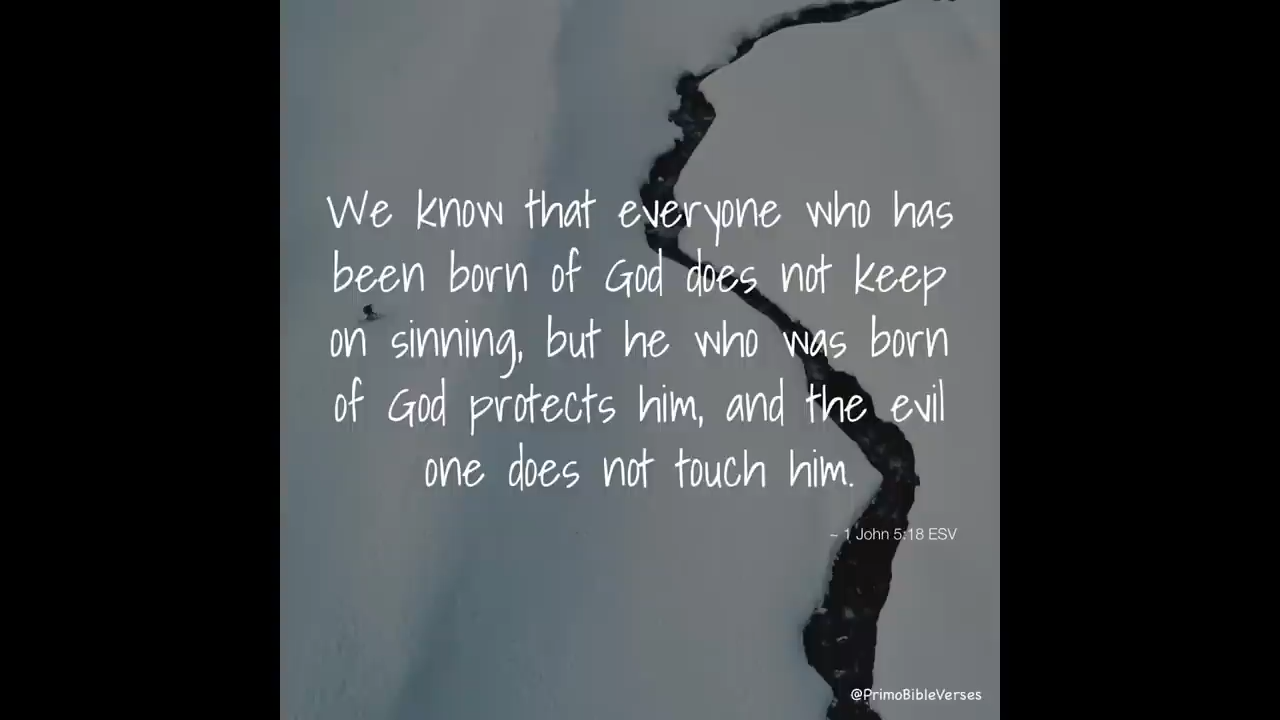 We know that everyone who has
been born of God does not keep
on sinning, but he who was born
of God protects him, and the evil
one does not touch him.
~ 1 John 5:18 ESV
@PrimoBibleVerses